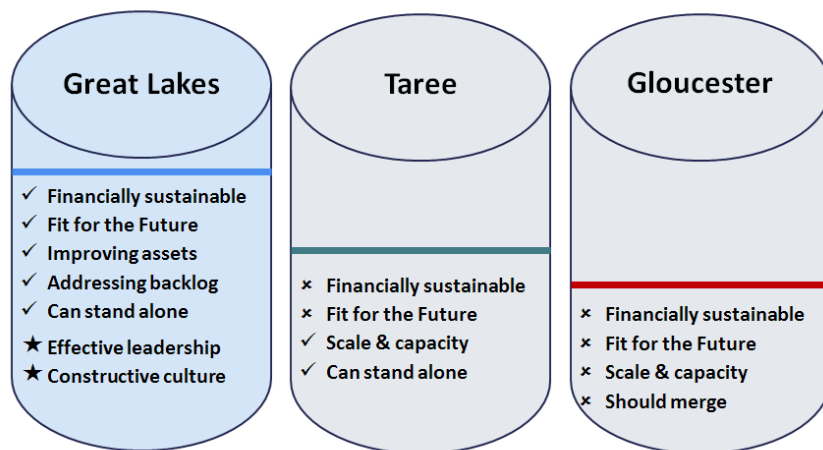 Great Lakes
✓ Financially sustainable
✓ Fit for the Future
✓ Improving assets
✓ Addressing backlog
✓ Can stand alone
★ Effective leadership
★ Constructive culture
Taree
× Financially sustainable
× Fit for the Future
✓ Scale & capacity
✓ Can stand alone
Gloucester
× Financially sustainable
× Fit for the Future
× Scale & capacity
× Should merge